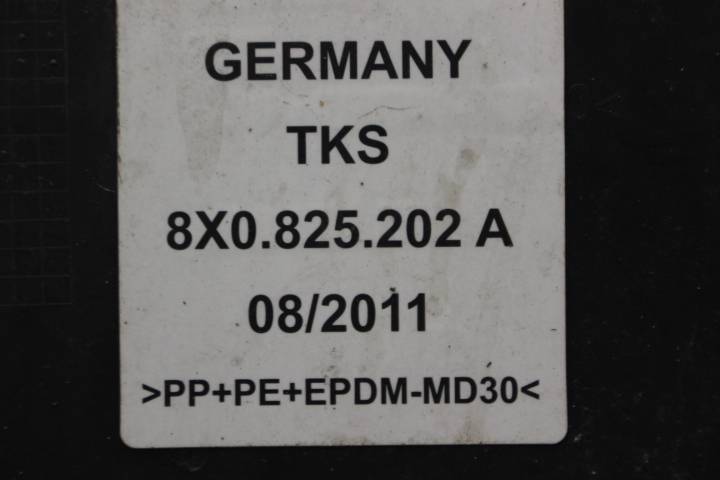 GERMANY
TKS
8X0.825.202 A
08/2011
>PP+PE+EPDM-MD30<